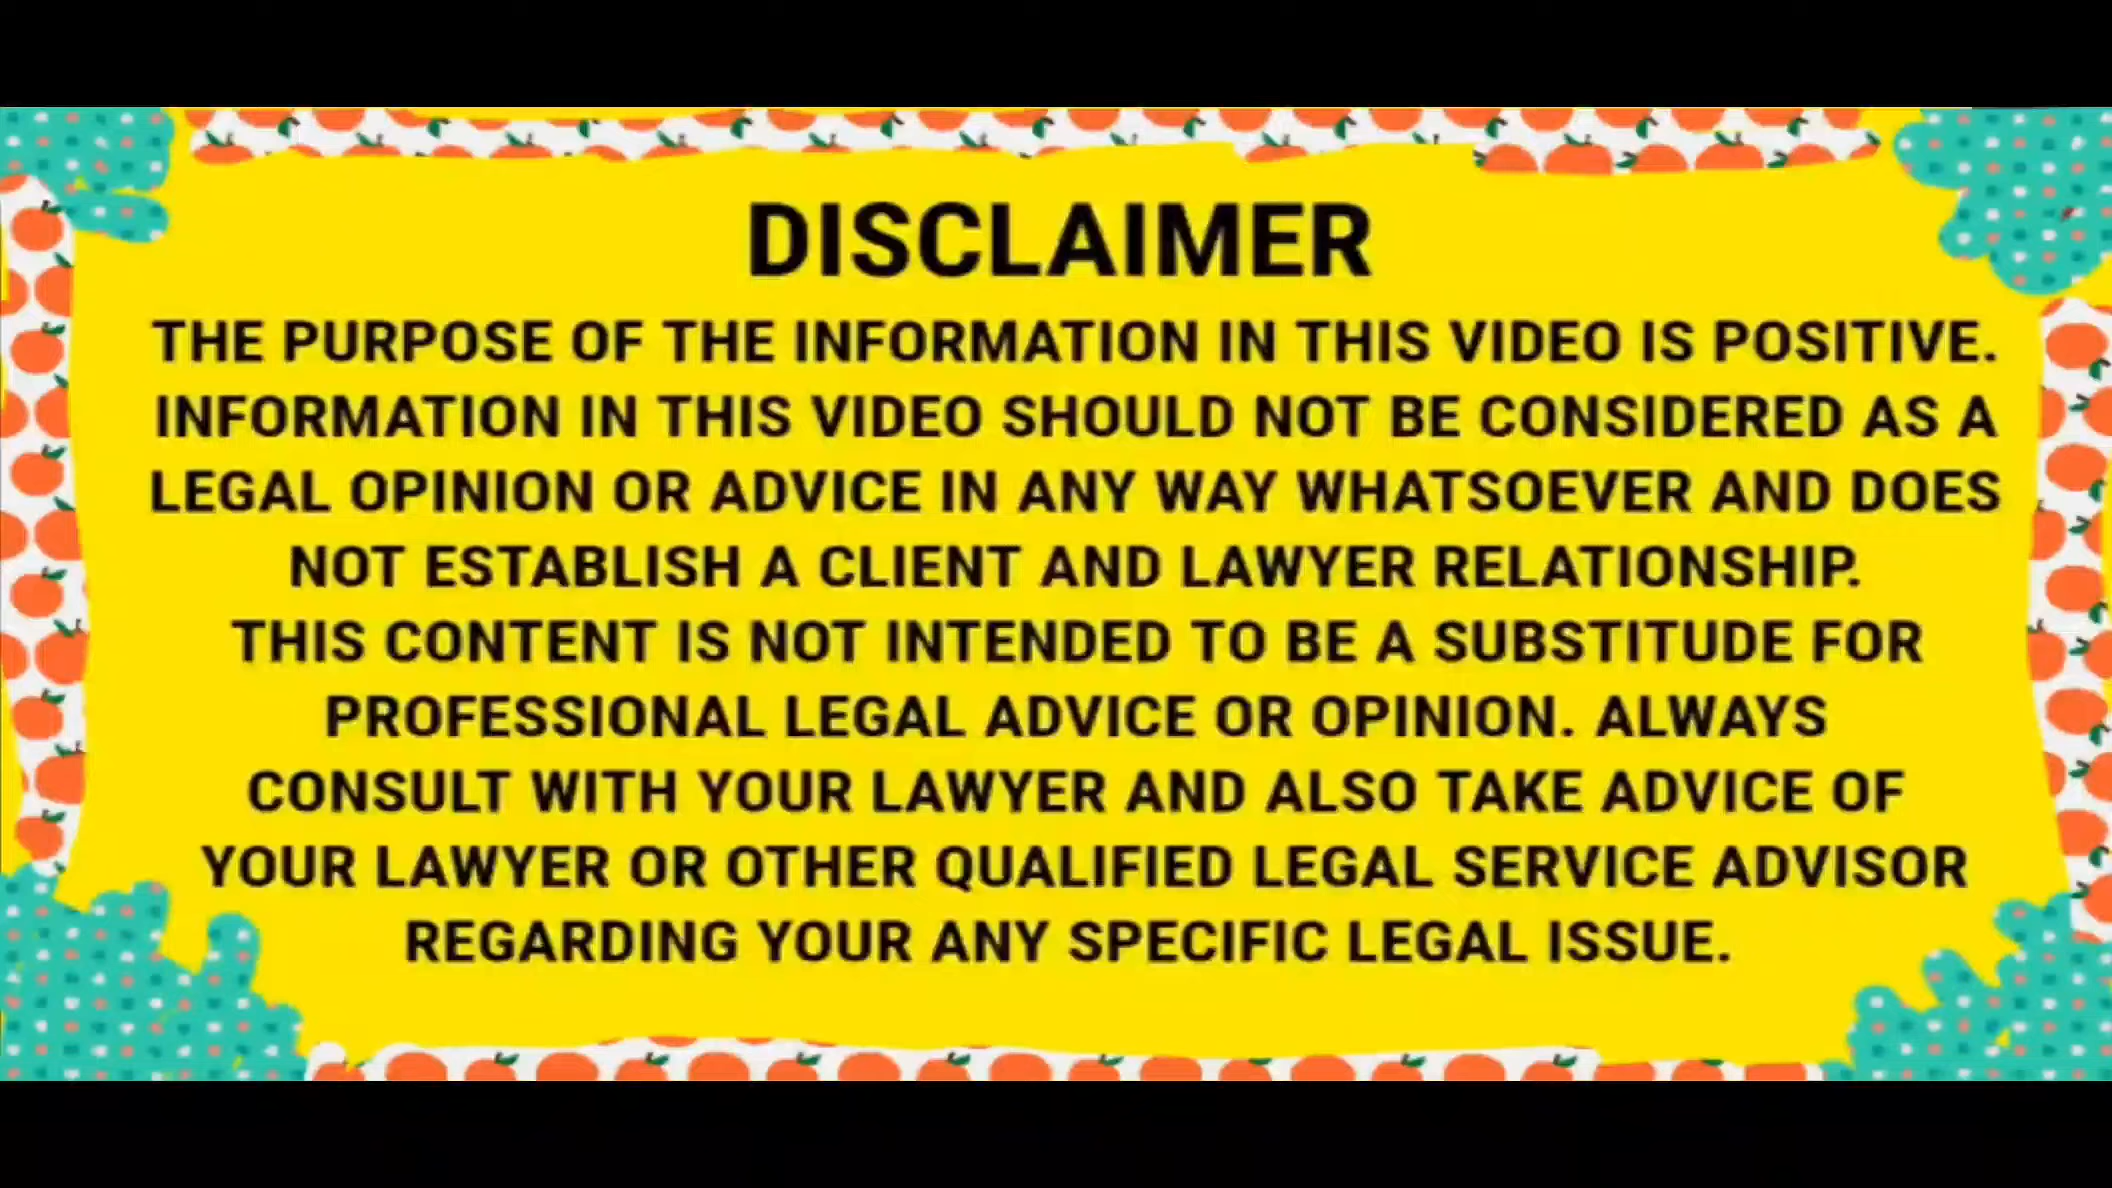 DISCLAIMER
THE PURPOSE OF THE INFORMATION IN THIS VIDEO IS POSITIVE.
INFORMATION IN THIS VIDEO SHOULD NOT BE CONSIDERED AS A
LEGAL OPINION OR ADVICE IN ANY WAY WHATSOEVER AND DOES
NOT ESTABLISH A CLIENT AND LAWYER RELATIONSHIP.
THIS CONTENT IS NOT INTENDED TO BE A SUBSTITUDE FOR
PROFESSIONAL LEGAL ADVICE OR OPINION. ALWAYS
CONSULT WITH YOUR LAWYER AND ALSO TAKE ADVICE OF
YOUR LAWYER OR OTHER QUALIFIED LEGAL SERVICE ADVISOR
REGARDING YOUR ANY SPECIFIC LEGAL ISSUE.